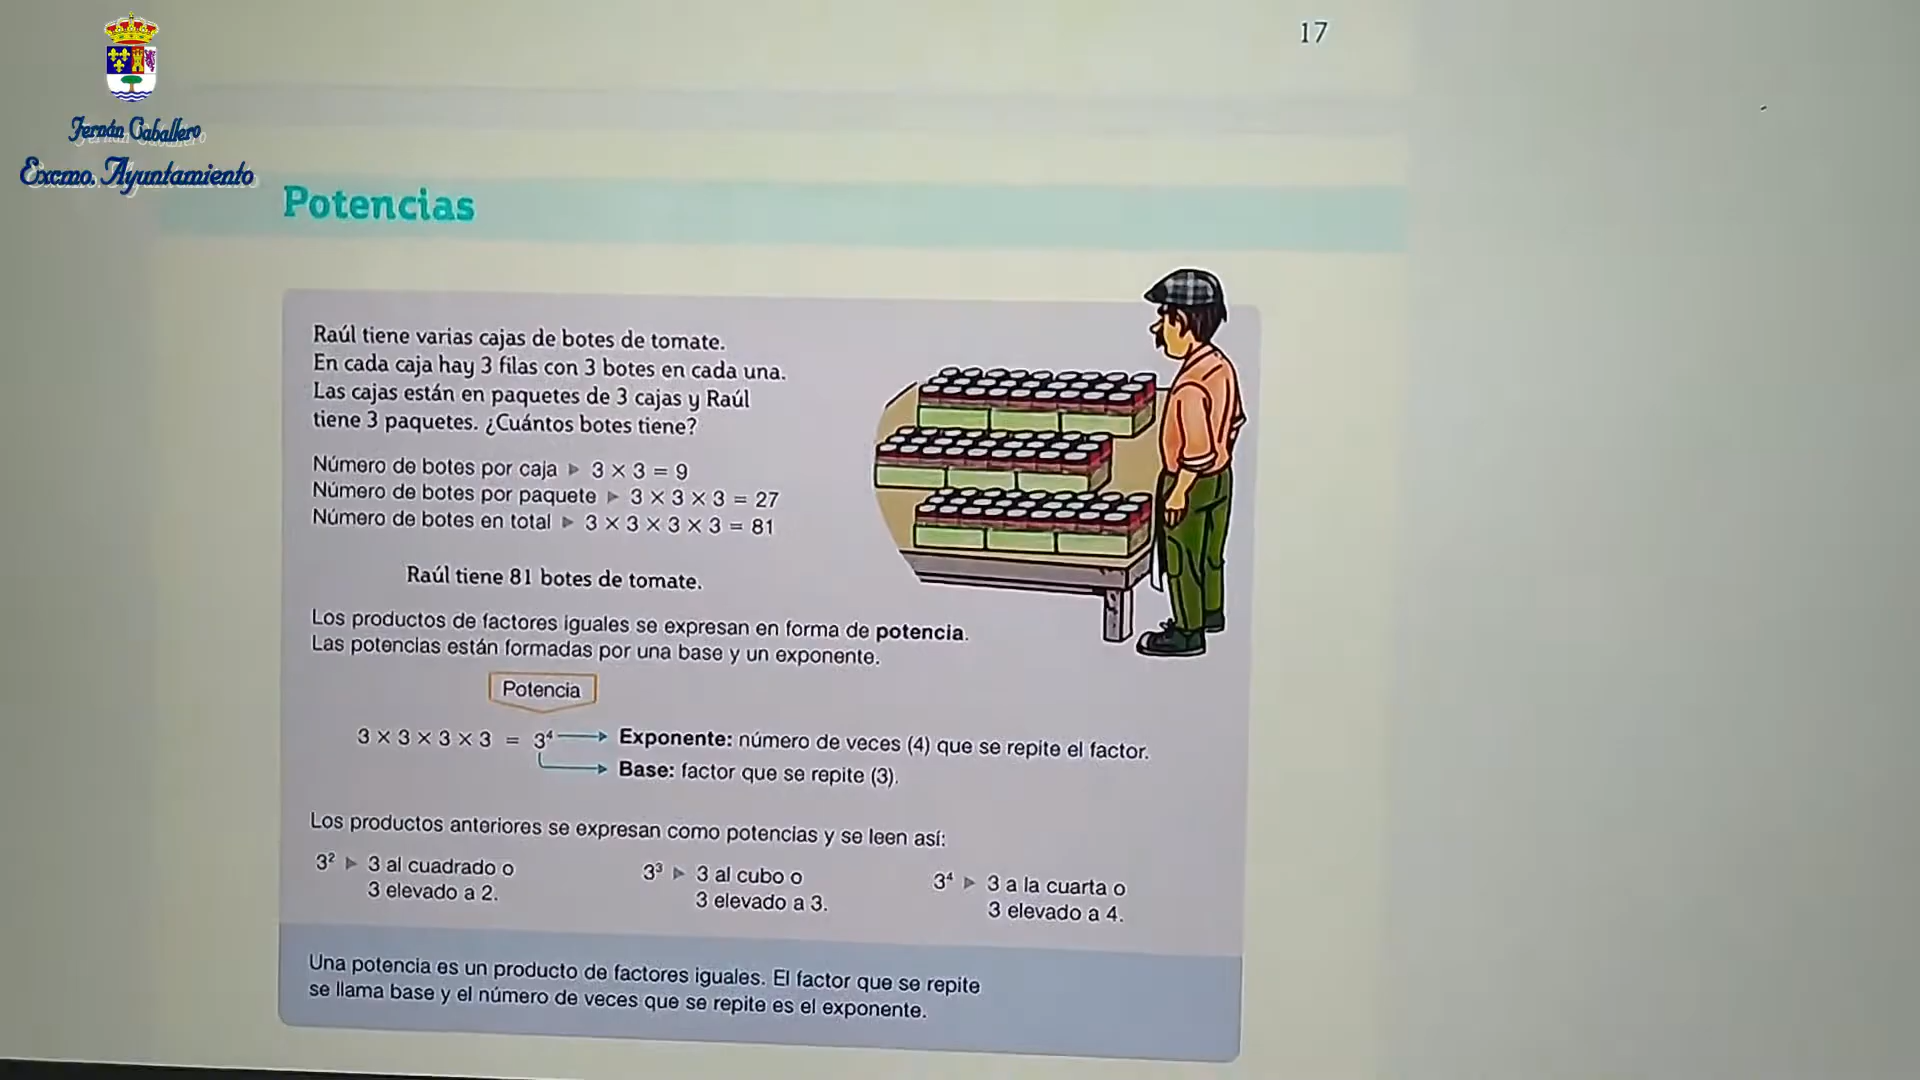 17
Fernán Caballero
Excmo. Ayuntamiento
Potencias
Raúl tiene varias cajas de botes de tomate.
En cada caja hay 3 filas con 3 botes en cada una.
Las cajas están en paquetes de 3 cajas y Raúl
tiene 3 paquetes. ¿Cuántos botes tiene?
Número de botes por caja ▶ 3 × 3 = 9
Número de botes por paquete ▶ 3 × 3 × 3 = 27
Número de botes en total ▶ 3 × 3 × 3 × 3 = 81
Raúl tiene 81 botes de tomate.
Los productos de factores iguales se expresan en forma de potencia.
Las potencias están formadas por una base y un exponente.
Potencia
3 × 3 × 3 × 3 = 3⁴ → Exponente: número de veces (4) que se repite el factor.
Base: factor que se repite (3).
Los productos anteriores se expresan como potencias y se leen así:
3² ▶ 3 al cuadrado o
3 elevado a 2.
3³ ▶ 3 al cubo o
3 elevado a 3.
3⁴ ▶ 3 a la cuarta o
3 elevado a 4.
Una potencia es un producto de factores iguales. El factor que se repite
se llama base y el número de veces que se repite es el exponente.